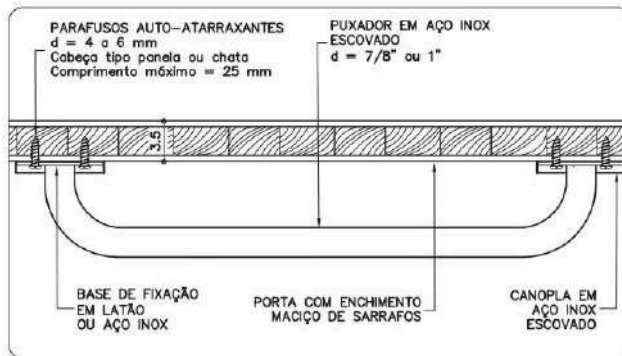 PARAFUSOS AUTO-ATARRAXANTES
d = 4 a 6 mm
Cabeça tipo panela ou chata
Comprimento máximo = 25 mm
PUXADOR EM AÇO INOX
ESCOVADO
d = 7/8" ou 1"
3.5
BASE DE FIXAÇÃO
EM LATÃO
OU AÇO INOX
PORTA COM ENCHIMENTO
MACIÇO DE SARRAFOS
CANOPLA EM
AÇO INOX
ESCOVADO